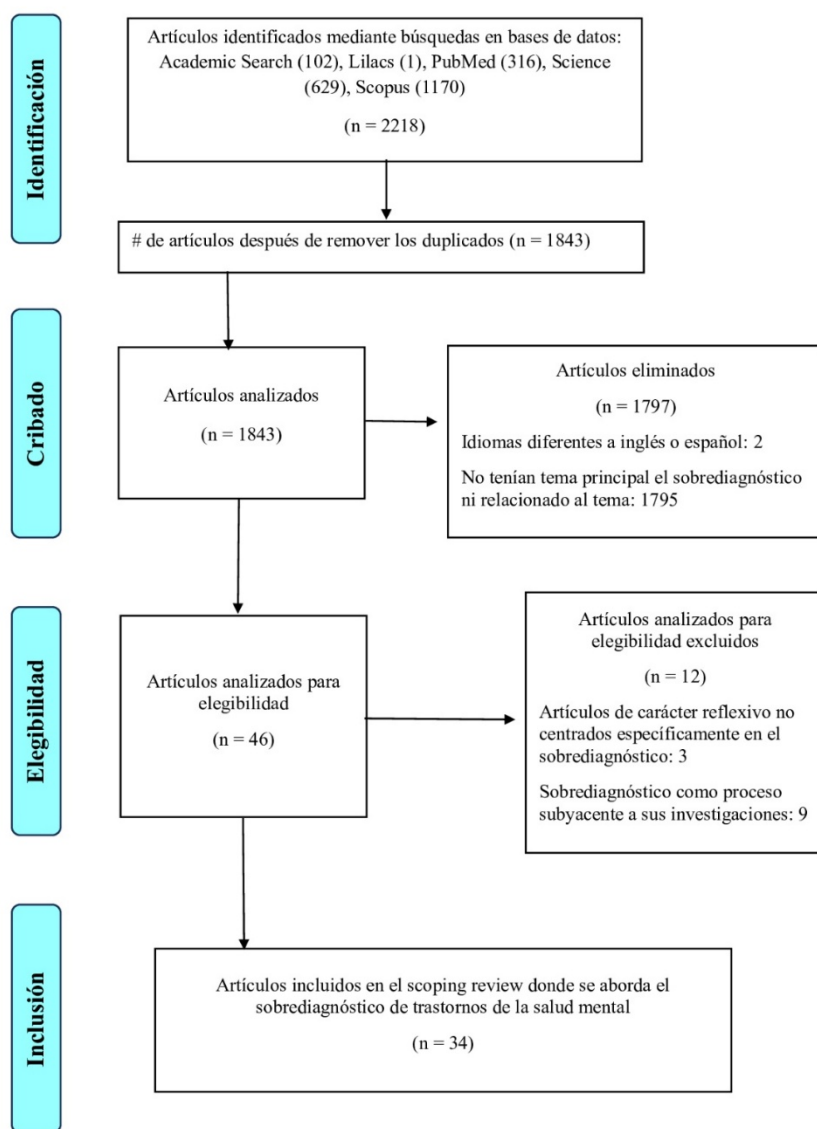 Identificación
Artículos identificados mediante búsquedas en bases de datos:
Academic Search (102), Lilacs (1), PubMed (316), Science
(629), Scopus (1170)
(n = 2218)
# de artículos después de remover los duplicados (n = 1843)
Cribado
Artículos analizados
(n = 1843)
Artículos eliminados
(n = 1797)
Idiomas diferentes a inglés o español: 2
No tenían tema principal el sobrediagnóstico
ni relacionado al tema: 1795
Elegibilidad
Artículos analizados para
elegibilidad
(n = 46)
Artículos analizados para
elegibilidad excluidos
(n = 12)
Artículos de carácter reflexivo no
centrados específicamente en el
sobrediagnóstico: 3
Sobrediagnóstico como proceso
subyacente a sus investigaciones: 9
Inclusión
Artículos incluidos en el scoping review donde se aborda el
sobrediagnóstico de trastornos de la salud mental
(n = 34)